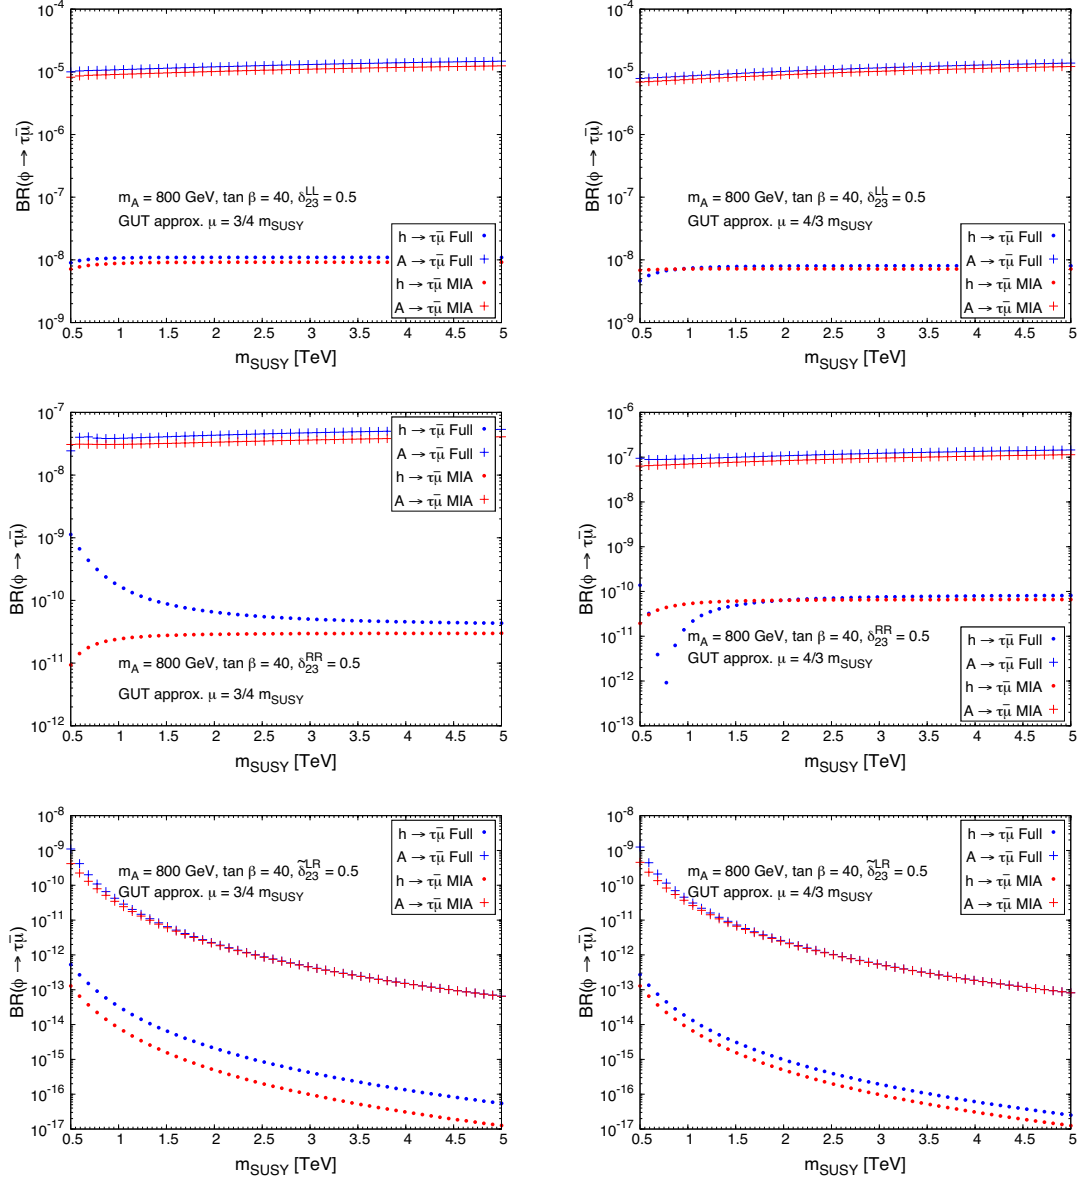 10^-4
10^-5
10^-6
10^-7
10^-8
10^-9
BR(ϕ → τμ̄)
m_A = 800 GeV, tan β = 40, δ_23^LL = 0.5
GUT approx. μ = 3/4 m_SUSY
h → τμ̄ Full
A → τμ̄ Full
h → τμ̄ MIA
A → τμ̄ MIA
0.5 1 1.5 2 2.5 3 3.5 4 4.5 5
m_SUSY [TeV]
10^-4
10^-5
10^-6
10^-7
10^-8
10^-9
BR(ϕ → τμ̄)
m_A = 800 GeV, tan β = 40, δ_23^LL = 0.5
GUT approx. μ = 4/3 m_SUSY
h → τμ̄ Full
A → τμ̄ Full
h → τμ̄ MIA
A → τμ̄ MIA
0.5 1 1.5 2 2.5 3 3.5 4 4.5 5
m_SUSY [TeV]
10^-7
10^-8
10^-9
10^-10
10^-11
10^-12
BR(ϕ → τμ̄)
h → τμ̄ Full
A → τμ̄ Full
h → τμ̄ MIA
A → τμ̄ MIA
m_A = 800 GeV, tan β = 40, δ_23^RR = 0.5
GUT approx. μ = 3/4 m_SUSY
0.5 1 1.5 2 2.5 3 3.5 4 4.5 5
m_SUSY [TeV]
10^-6
10^-7
10^-8
10^-9
10^-10
10^-11
10^-12
10^-13
BR(ϕ → τμ̄)
m_A = 800 GeV, tan β = 40, δ_23^RR = 0.5
GUT approx. μ = 4/3 m_SUSY
h → τμ̄ Full
A → τμ̄ Full
h → τμ̄ MIA
A → τμ̄ MIA
0.5 1 1.5 2 2.5 3 3.5 4 4.5 5
m_SUSY [TeV]
10^-8
10^-9
10^-10
10^-11
10^-12
10^-13
10^-14
10^-15
10^-16
10^-17
BR(ϕ → τμ̄)
h → τμ̄ Full
A → τμ̄ Full
h → τμ̄ MIA
A → τμ̄ MIA
m_A = 800 GeV, tan β = 40, δ̃_23^LR = 0.5
GUT approx. μ = 3/4 m_SUSY
0.5 1 1.5 2 2.5 3 3.5 4 4.5 5
m_SUSY [TeV]
10^-8
10^-9
10^-10
10^-11
10^-12
10^-13
10^-14
10^-15
10^-16
10^-17
BR(ϕ → τμ̄)
h → τμ̄ Full
A → τμ̄ Full
h → τμ̄ MIA
A → τμ̄ MIA
m_A = 800 GeV, tan β = 40, δ̃_23^LR = 0.5
GUT approx. μ = 4/3 m_SUSY
0.5 1 1.5 2 2.5 3 3.5 4 4.5 5
m_SUSY [TeV]